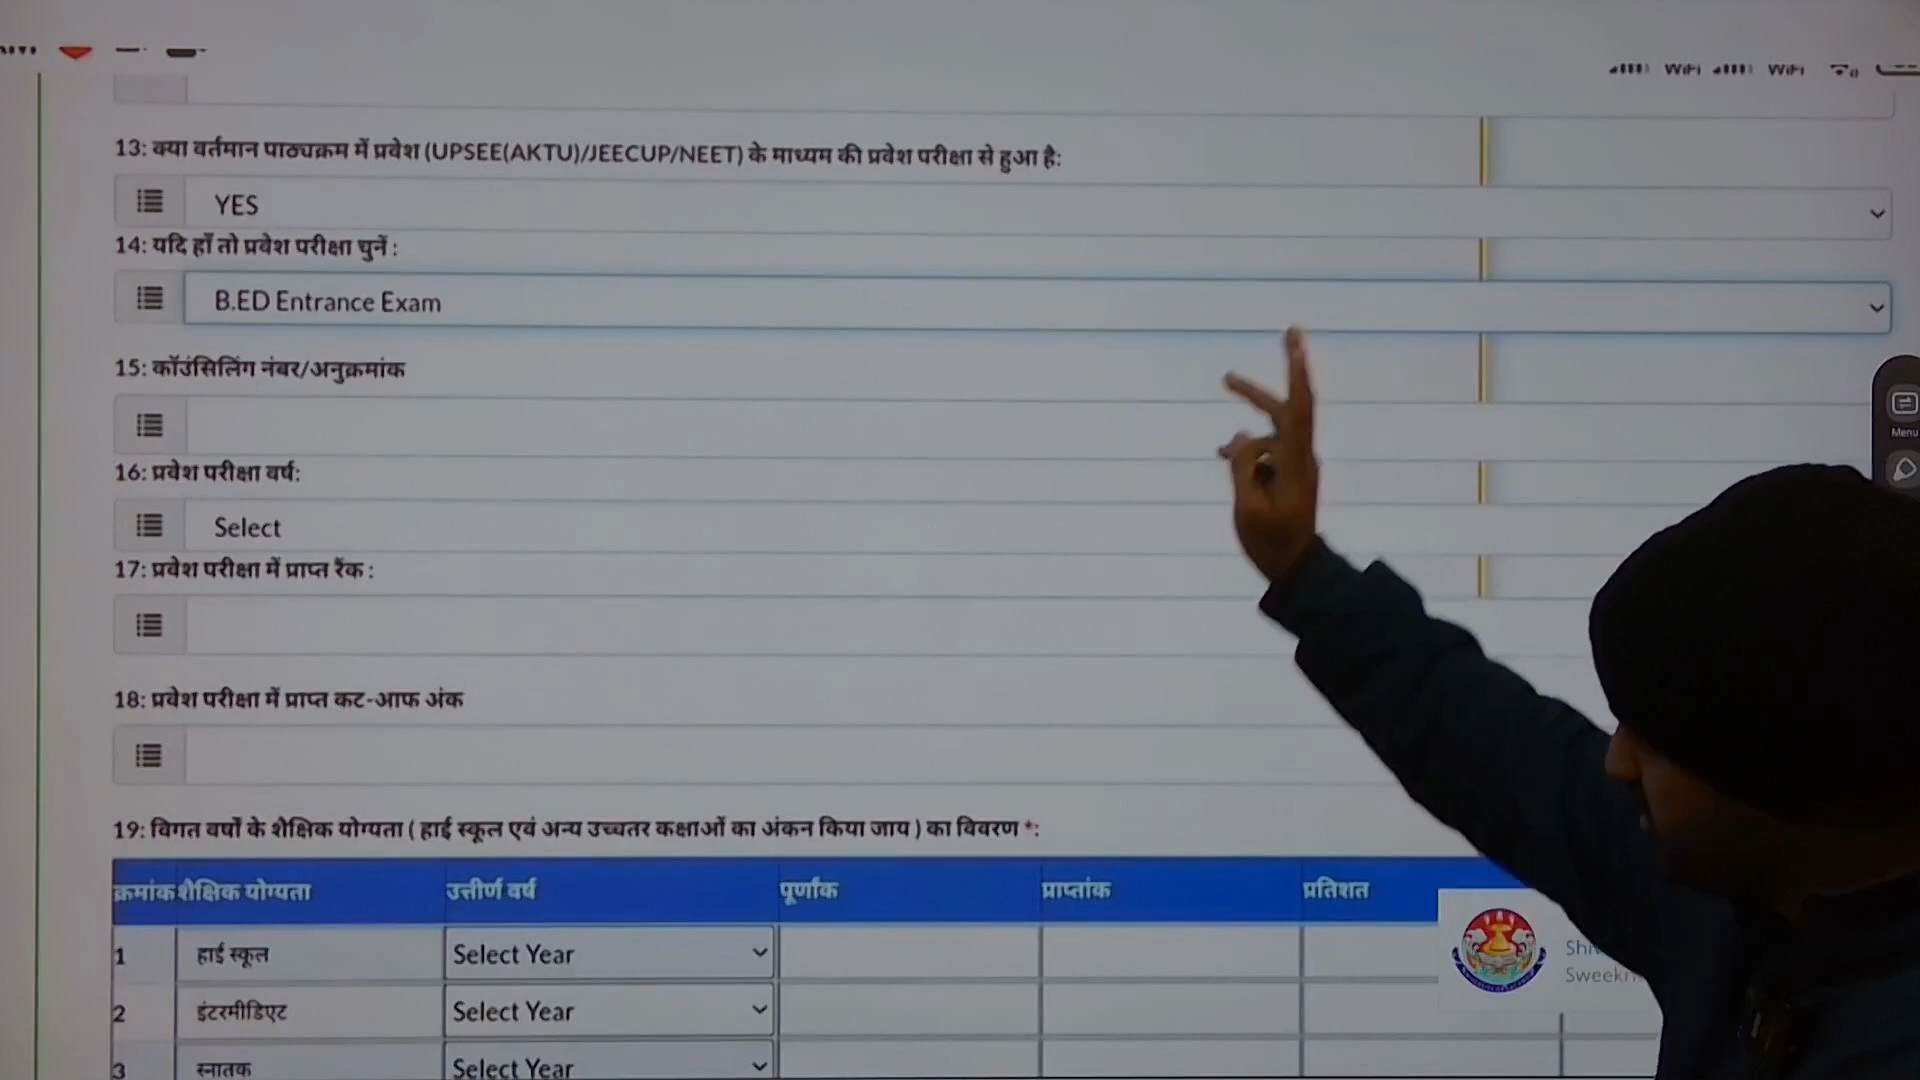 WiFi WiFi
13: क्या वर्तमान पाठ्यक्रम में प्रवेश (UPSEE(AKTU)/JEECUP/NEET) के माध्यम की प्रवेश परीक्षा से हुआ है:
YES
14: यदि हाँ तो प्रवेश परीक्षा चुनें :
B.ED Entrance Exam
15: कॉउंसिलिंग नंबर/अनुक्रमांक
Menu
16: प्रवेश परीक्षा वर्ष:
Select
17: प्रवेश परीक्षा में प्राप्त रैंक :
18: प्रवेश परीक्षा में प्राप्त कट-आफ अंक
19: विगत वर्षों के शैक्षिक योग्यता ( हाई स्कूल एवं अन्य उच्चतर कक्षाओं का अंकन किया जाय ) का विवरण *:
क्रमांक शैक्षिक योग्यता उत्तीर्ण वर्ष पूर्णांक प्राप्तांक प्रतिशत
1 हाई स्कूल Select Year
2 इंटरमीडिएट Select Year
3 स्नातक Select Year